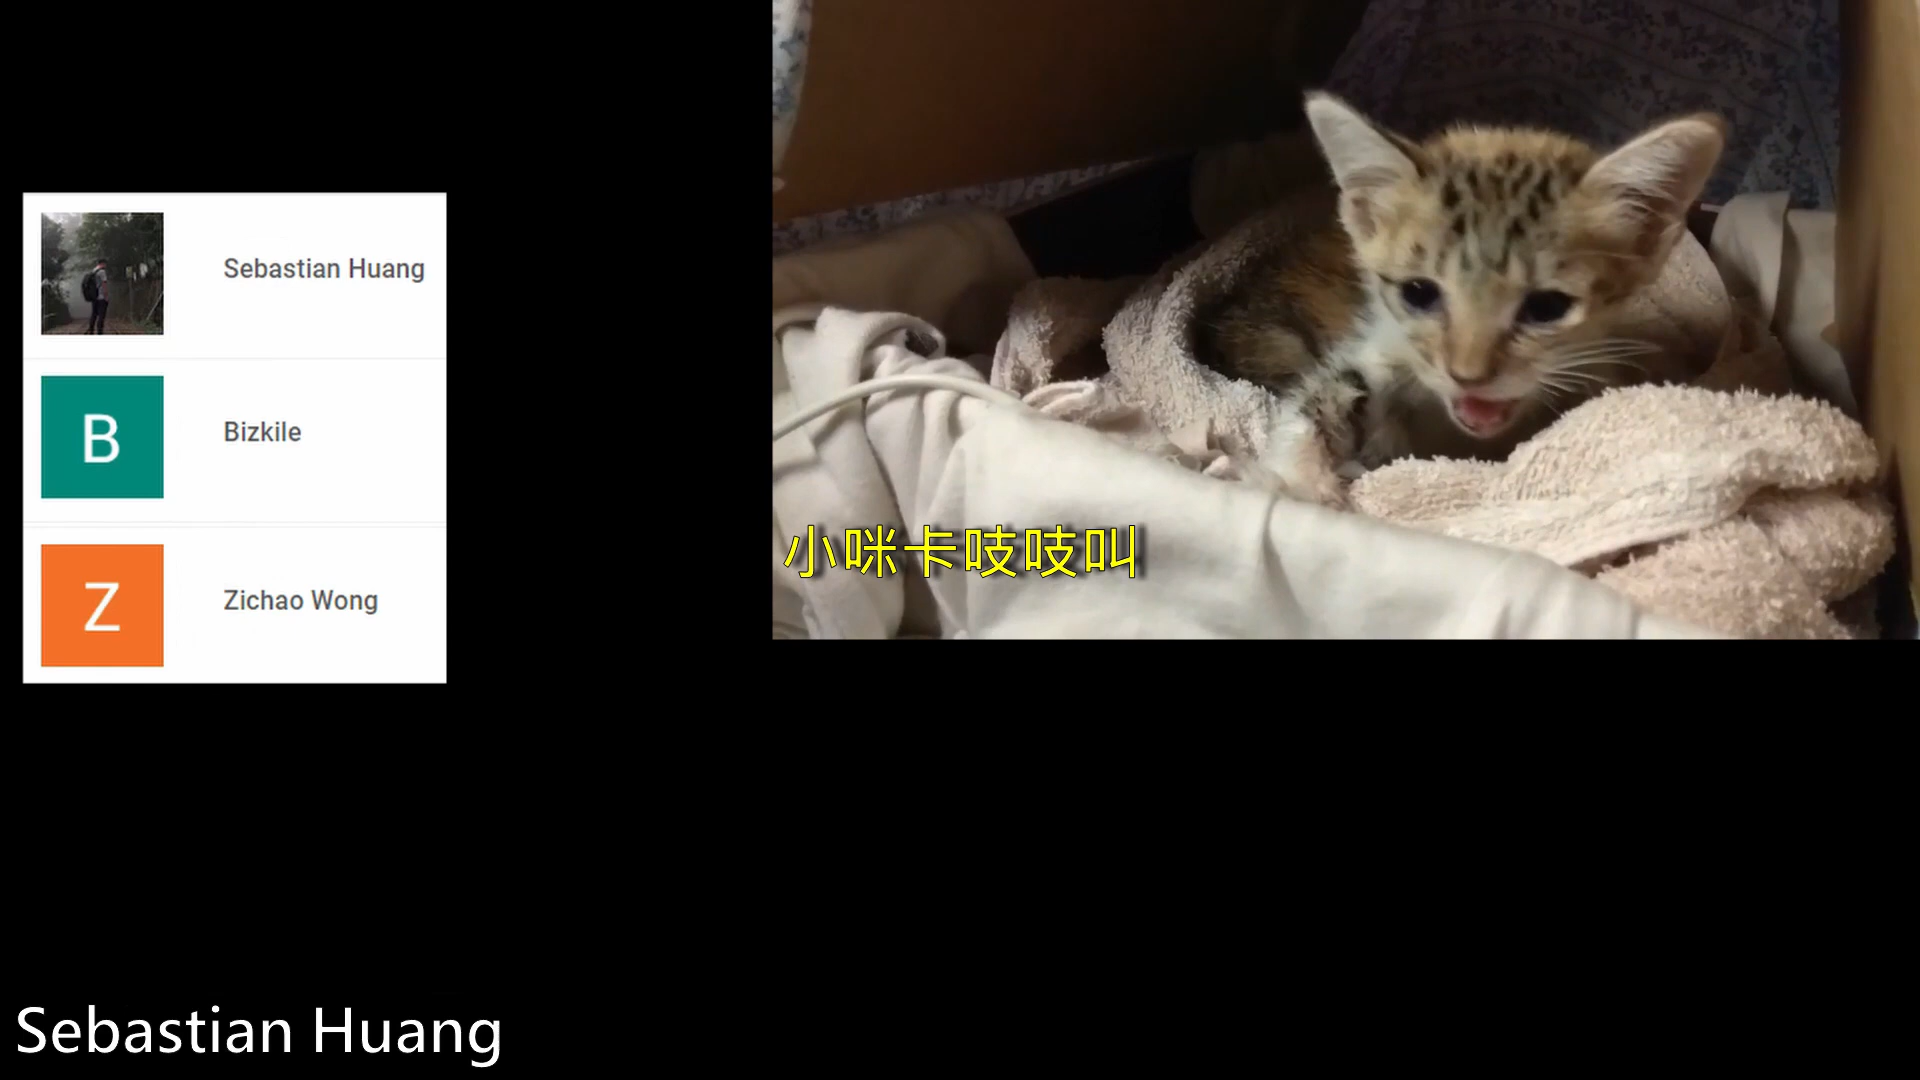 Sebastian Huang
B
Bizkile
Z
Zichao Wong
小咪卡吱吱叫
Sebastian Huang